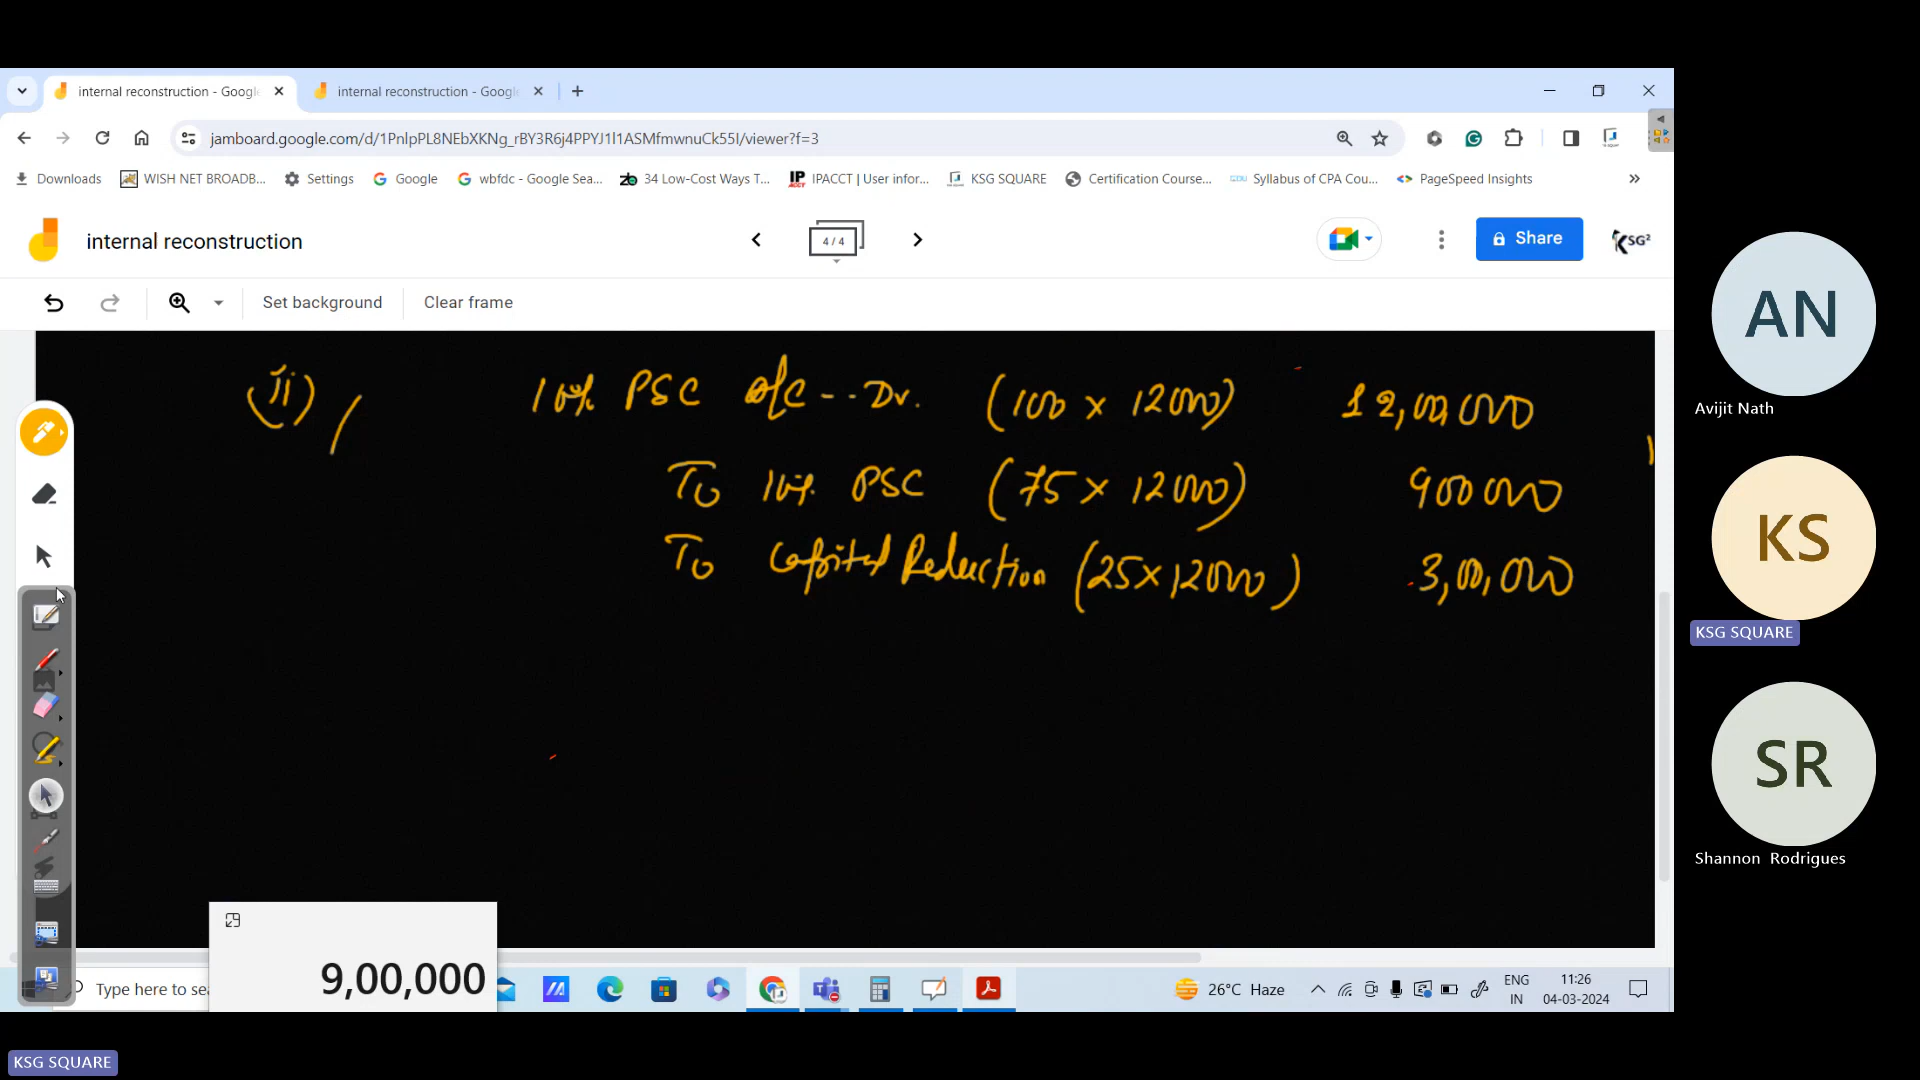 internal reconstruction - Google
internal reconstruction - Google
jamboard.google.com/d/1PnlpPL8NEbXKNg_rBY3R6j4PPYJ1l1ASMfmwnuCk55I/viewer?f=3
Downloads
WISH NET BROADB...
Settings
Google
wbfdc - Google Sea...
34 Low-Cost Ways T...
IPACCT | User infor...
KSG SQUARE
Certification Course...
Syllabus of CPA Cou...
PageSpeed Insights
internal reconstruction
4 / 4
Share
KSG²
Set background
Clear frame
(ii) / 10% PSC a/c -- Dr. (100 x 12000) 12,00,000
To 10% PSC (75 x 12000) 900000
To Capital Reduction (25 x 12000) 3,00,000
AN
Avijit Nath
KS
KSG SQUARE
SR
Shannon Rodrigues
9,00,000
Type here to sea
26°C Haze
ENG
IN
11:26
04-03-2024
KSG SQUARE